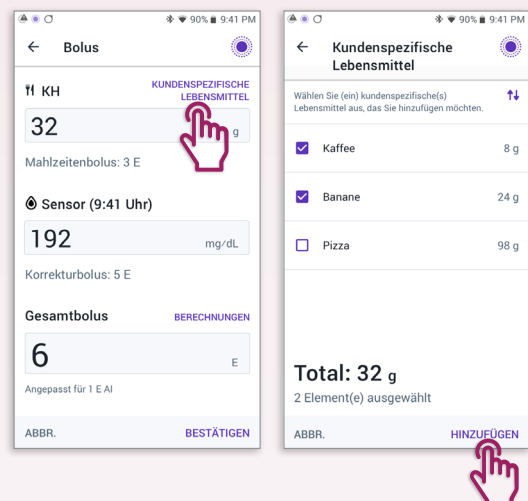 90% 9:41 PM
Bolus
KH
KUNDENSPEZIFISCHE
LEBENSMITTEL
32
g
Mahlzeitenbolus: 3 E
Sensor (9:41 Uhr)
192
mg/dL
Korrekturbolus: 5 E
Gesamtbolus
BERECHNUNGEN
6
E
Angepasst für 1 E AI
ABBR.
BESTÄTIGEN
90% 9:41 PM
Kundenspezifische
Lebensmittel
Wählen Sie (ein) kundenspezifische(s)
Lebensmittel aus, das Sie hinzufügen möchten.
Kaffee 8 g
Banane 24 g
Pizza 98 g
Total: 32 g
2 Element(e) ausgewählt
ABBR.
HINZUFÜGEN